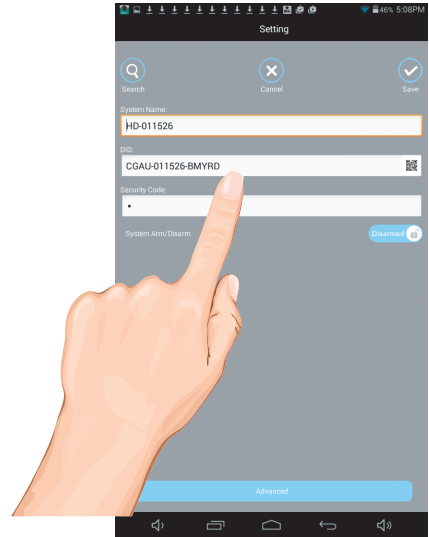 46% 5:08PM
Setting
Search
Cancel
Save
System Name:
HD-011526
DID:
CGAU-011526-BMYRD
Security Code:
•
System Arm/Disarm
Disarmed
Advanced